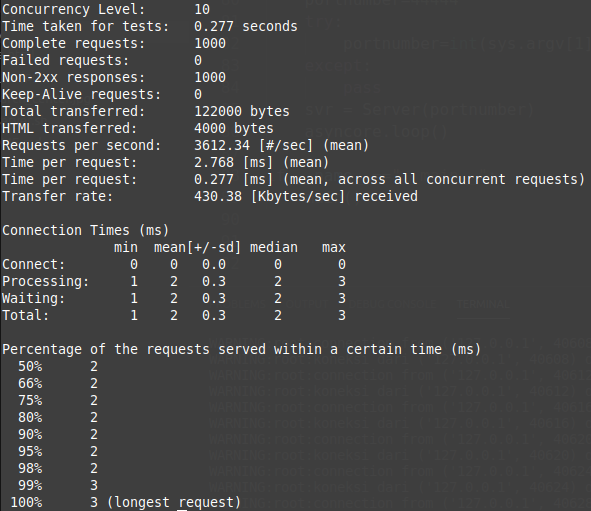 Concurrency Level:      10
Time taken for tests:   0.277 seconds
Complete requests:      1000
Failed requests:        0
Non-2xx responses:      1000
Keep-Alive requests:    0
Total transferred:      122000 bytes
HTML transferred:       4000 bytes
Requests per second:    3612.34 [#/sec] (mean)
Time per request:       2.768 [ms] (mean)
Time per request:       0.277 [ms] (mean, across all concurrent requests)
Transfer rate:          430.38 [Kbytes/sec] received

Connection Times (ms)
              min  mean[+/-sd] median   max
Connect:        0    0   0.0      0       0
Processing:     1    2   0.3      2       3
Waiting:        1    2   0.3      2       3
Total:          1    2   0.3      2       3

Percentage of the requests served within a certain time (ms)
  50%      2
  66%      2
  75%      2
  80%      2
  90%      2
  95%      2
  98%      2
  99%      3
 100%      3 (longest request)